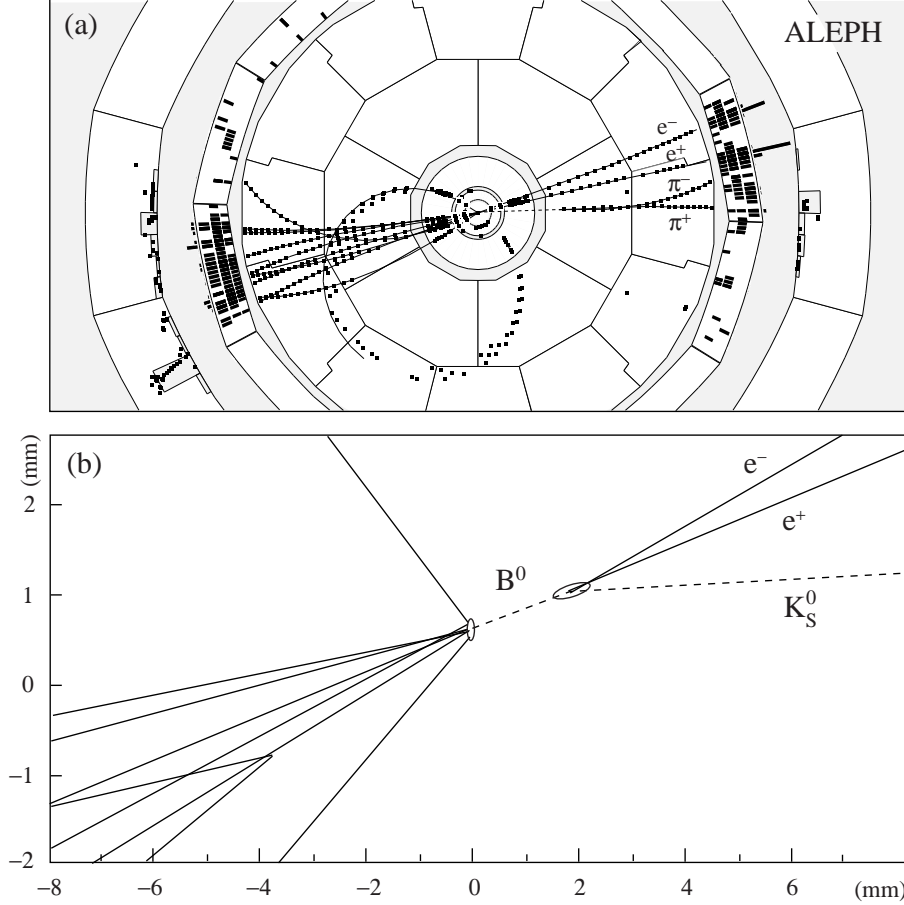 (a)
ALEPH
e⁻
e⁺
π⁻
π⁺
(mm)
(b)
e⁻
e⁺
B⁰
K⁰S
2
1
0
−1
−2
−8
−6
−4
−2
0
2
4
6
(mm)